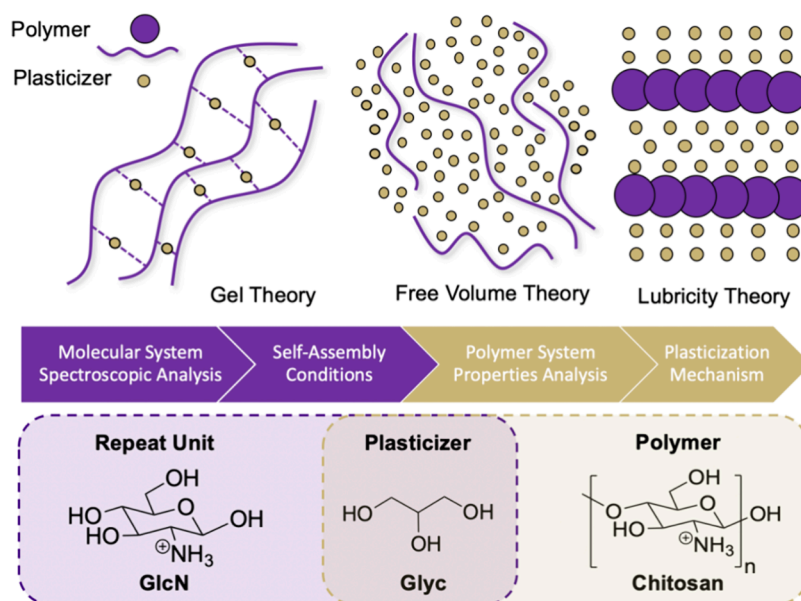 Polymer
Plasticizer
Gel Theory
Free Volume Theory
Lubricity Theory
Molecular System
Spectroscopic Analysis
Self-Assembly
Conditions
Polymer System
Properties Analysis
Plasticization
Mechanism
Repeat Unit
OH
HO
HO
OH
⊕NH3
GlcN
Plasticizer
HO
OH
OH
Glyc
Polymer
OH
O
O
HO
OH
⊕NH3
n
Chitosan